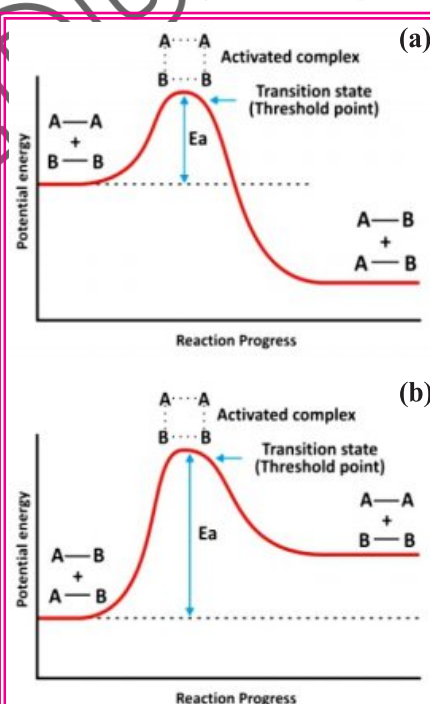 (a)
A·····A
B·····B
Activated complex
Transition state
(Threshold point)
A—A
+
B—B
Ea
Potential energy
A—B
+
A—B
Reaction Progress
(b)
A·····A
B·····B
Activated complex
Transition state
(Threshold point)
A—A
+
B—B
Ea
Potential energy
A—B
+
A—B
Reaction Progress